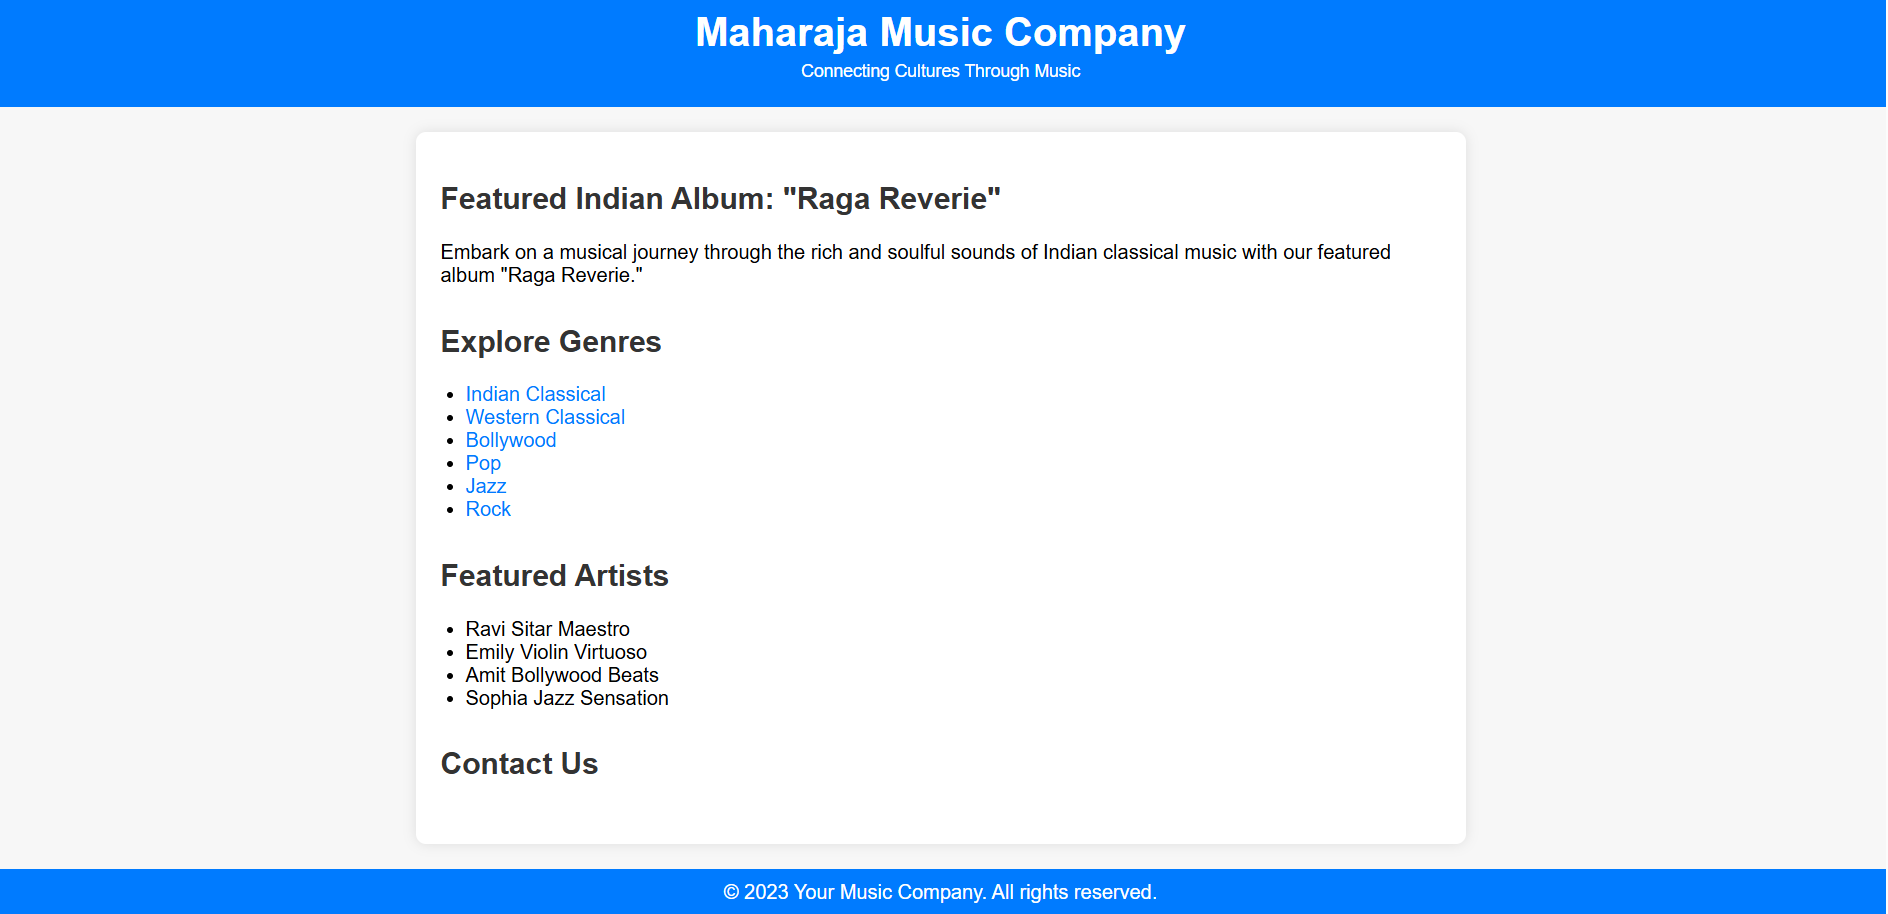 Maharaja Music Company
Connecting Cultures Through Music
Featured Indian Album: "Raga Reverie"
Embark on a musical journey through the rich and soulful sounds of Indian classical music with our featured
album "Raga Reverie."
Explore Genres
Indian Classical
Western Classical
Bollywood
Pop
Jazz
Rock
Featured Artists
Ravi Sitar Maestro
Emily Violin Virtuoso
Amit Bollywood Beats
Sophia Jazz Sensation
Contact Us
© 2023 Your Music Company. All rights reserved.